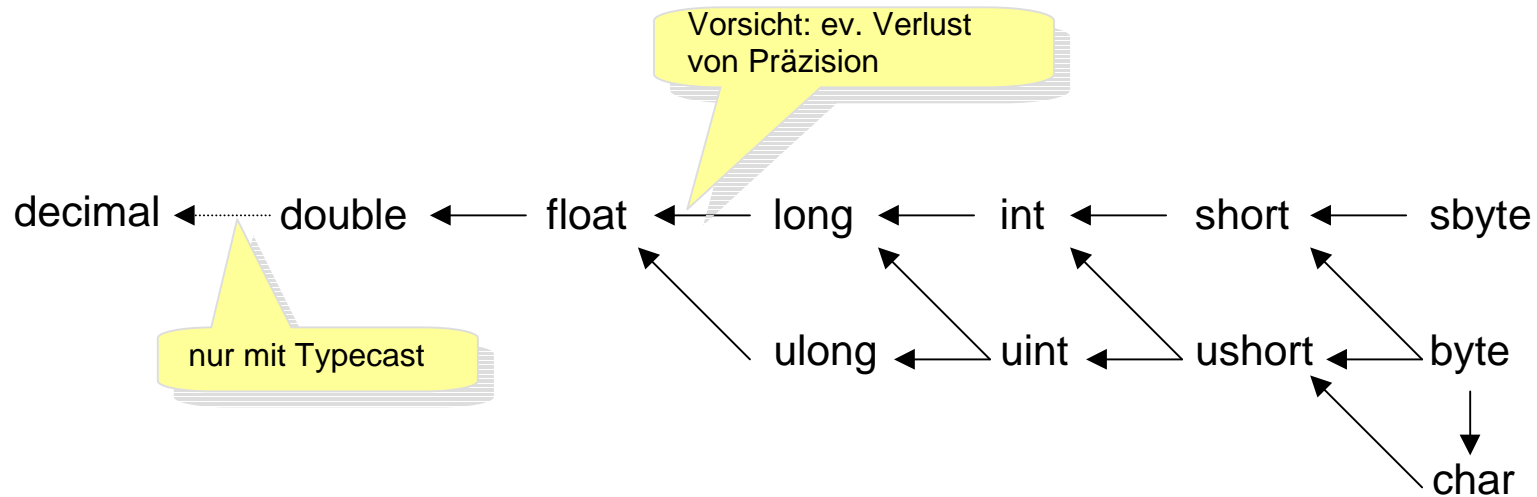 Vorsicht: ev. Verlust
von Präzision
decimal double float long int short sbyte
nur mit Typecast
ulong uint ushort byte
char